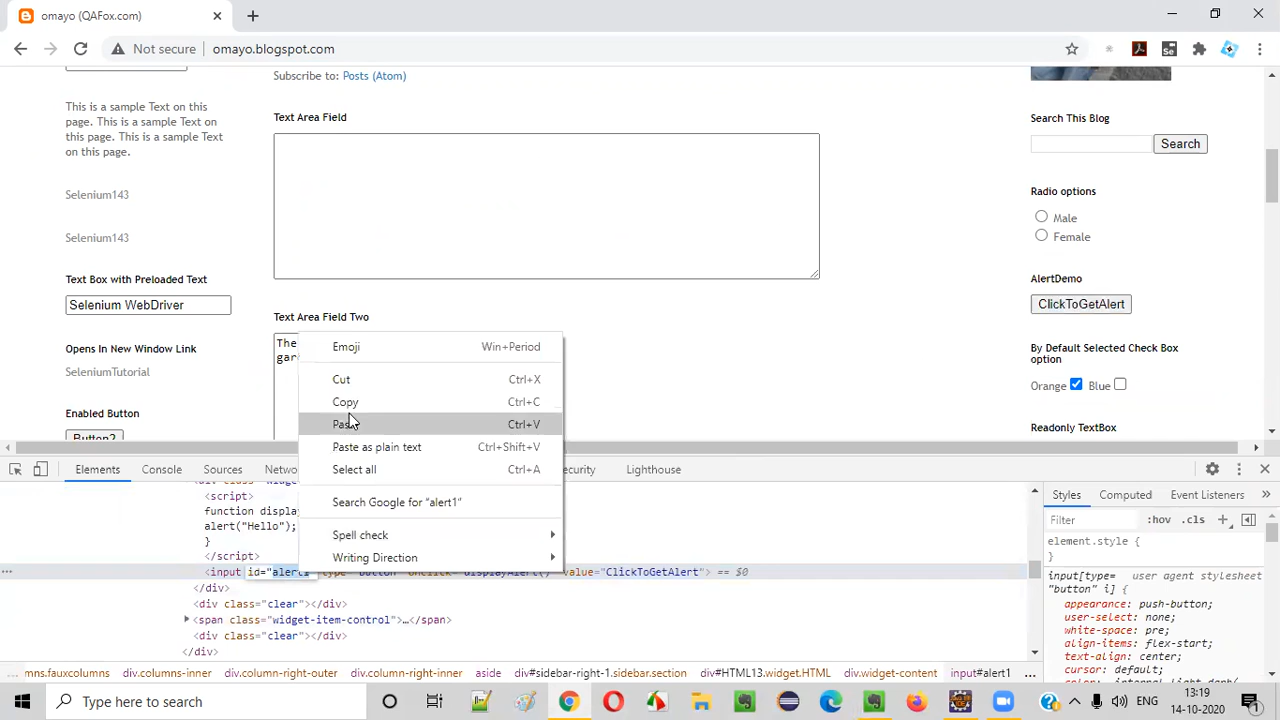 omayo (QAFox.com)
Not secure
omayo.blogspot.com
Subscribe to: Posts (Atom)
This is a sample Text on this
page. This is a sample Text on
this page. This is a sample Text
on this page.
Selenium143
Selenium143
Text Box with Preloaded Text
Selenium WebDriver
Opens In New Window Link
SeleniumTutorial
Enabled Button
Button2
Text Area Field
Text Area Field Two
The
Search This Blog
Search
Radio options
Male
Female
AlertDemo
ClickToGetAlert
By Default Selected Check Box
option
Orange Blue
Readonly TextBox
Emoji Win+Period
Cut Ctrl+X
Copy Ctrl+C
Ctrl+V
Paste as plain text Ctrl+Shift+V
Select all Ctrl+A
Search Google for "alert1"
Spell check
Writing Direction
Elements Console Sources Lighthouse
<script>
alert("Hello");
}
</script>
<input id="alert1" type="button" onclick="displayAlert()" value="ClickToGetAlert"> == $0
</div>
<div class="clear"></div>
<span class="widget-item-control">…</span>
<div class="clear"></div>
</div>
mns.fauxcolumns div.columns-inner div.column-right-outer div.column-right-inner aside div#sidebar-right-1.sidebar.section div#HTML13.widget.HTML div.widget-content input#alert1 ...
Styles Computed Event Listeners
Filter :hov .cls
element.style {
}
input[type= user agent stylesheet
"button" i] {
appearance: push-button;
user-select: none;
white-space: pre;
align-items: flex-start;
text-align: center;
cursor: default;
Type here to search
ENG
13:19
14-10-2020